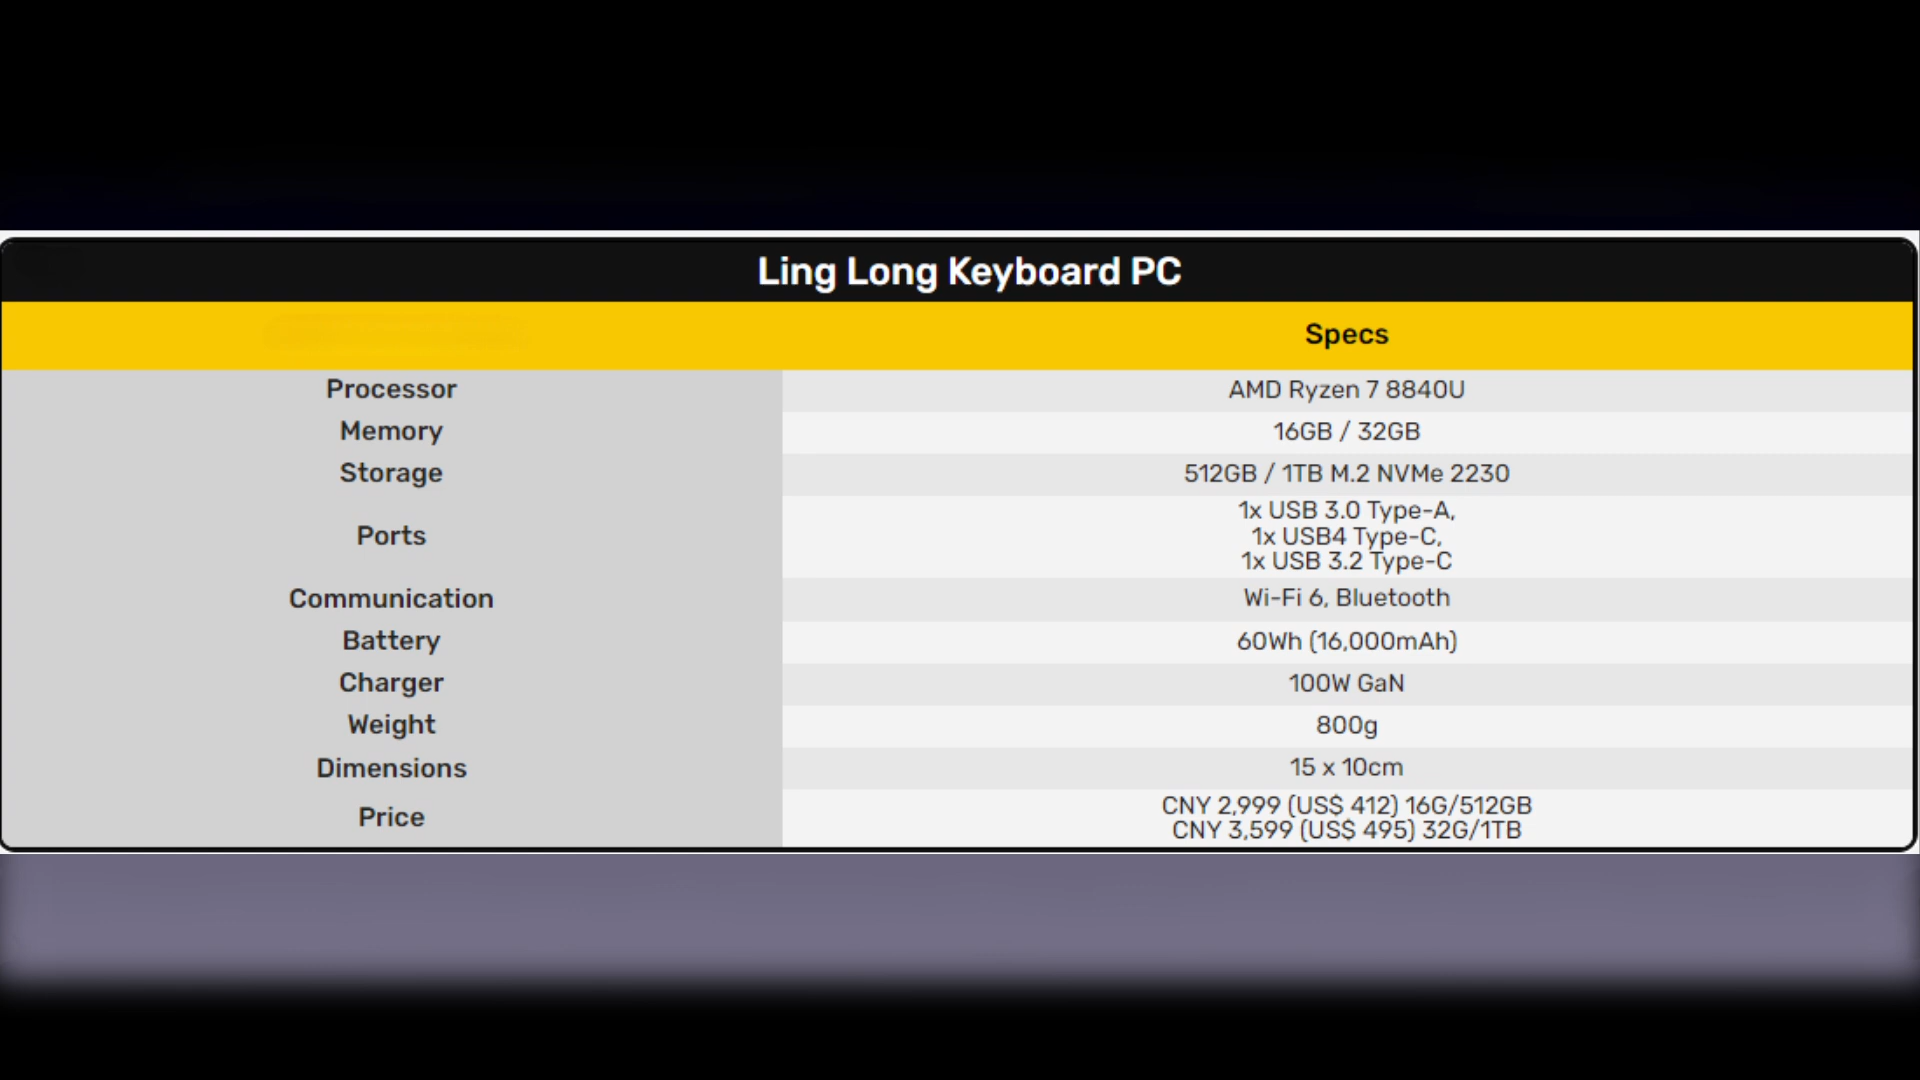 Ling Long Keyboard PC
Specs
Processor AMD Ryzen 7 8840U
Memory 16GB / 32GB
Storage 512GB / 1TB M.2 NVMe 2230
Ports 1x USB 3.0 Type-A,
1x USB4 Type-C,
1x USB 3.2 Type-C
Communication Wi-Fi 6, Bluetooth
Battery 60Wh (16,000mAh)
Charger 100W GaN
Weight 800g
Dimensions 15 x 10cm
Price CNY 2,999 (US$ 412) 16G/512GB
CNY 3,599 (US$ 495) 32G/1TB